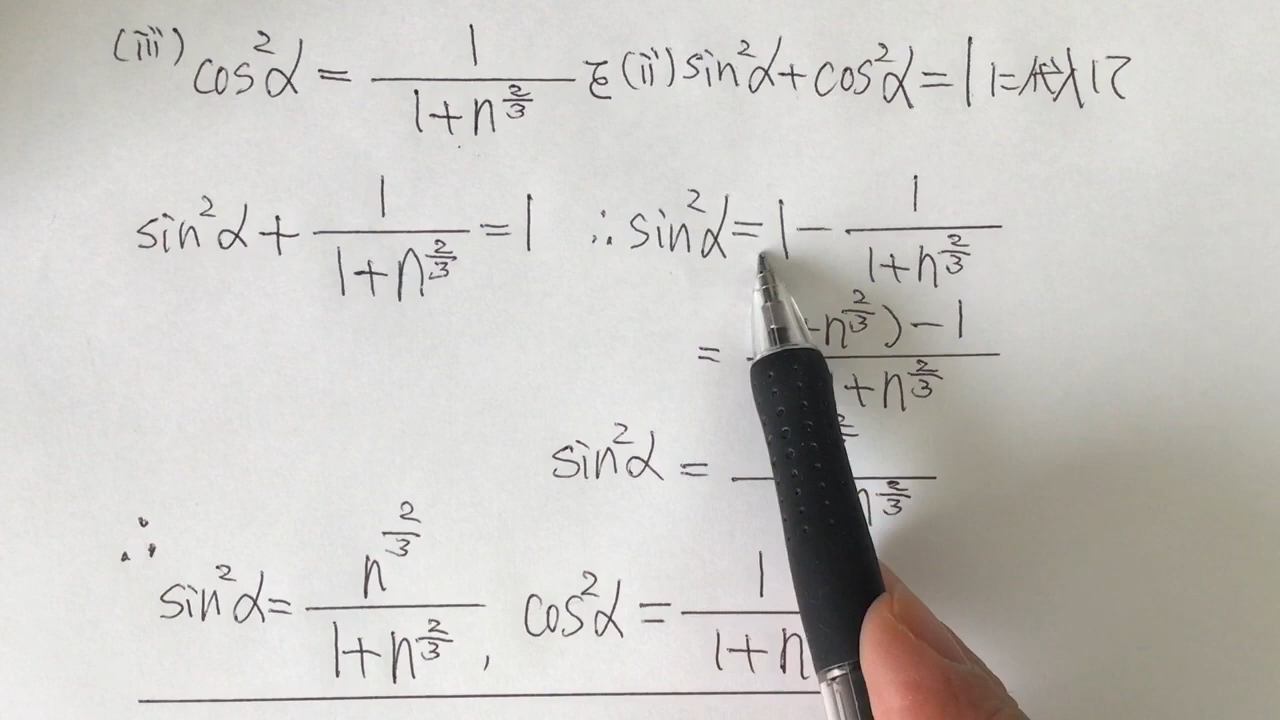 (iii) cos²α = 1/(1+n^(2/3)) を (ii) sin²α + cos²α = 1 に代入して
sin²α + 1/(1+n^(2/3)) = 1 ∴ sin²α = 1 - 1/(1+n^(2/3))
= n^(2/3)) - 1 / + n^(2/3)
sin²α = n^(2/3)
∴
sin²α = n^(2/3)/(1+n^(2/3)), cos²α = 1/(1+n